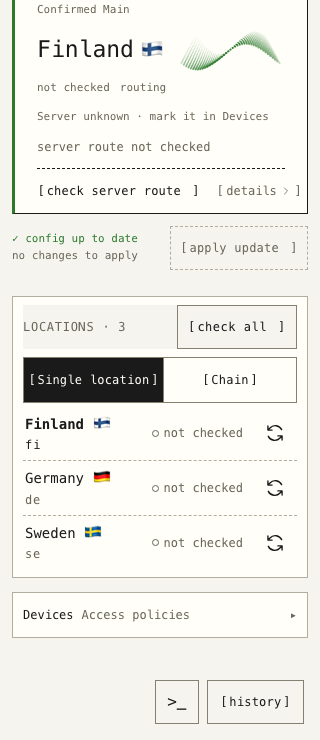 Confirmed Main
Finland 🇫🇮
not checked routing
Server unknown · mark it in Devices
server route not checked
[check server route ] [details > ]
✓ config up to date
no changes to apply
[apply update ]
LOCATIONS · 3
[check all ]
[Single location] [Chain]
Finland 🇫🇮
fi
not checked
Germany 🇩🇪
de
not checked
Sweden 🇸🇪
se
not checked
Devices Access policies ▸
>_ [history]